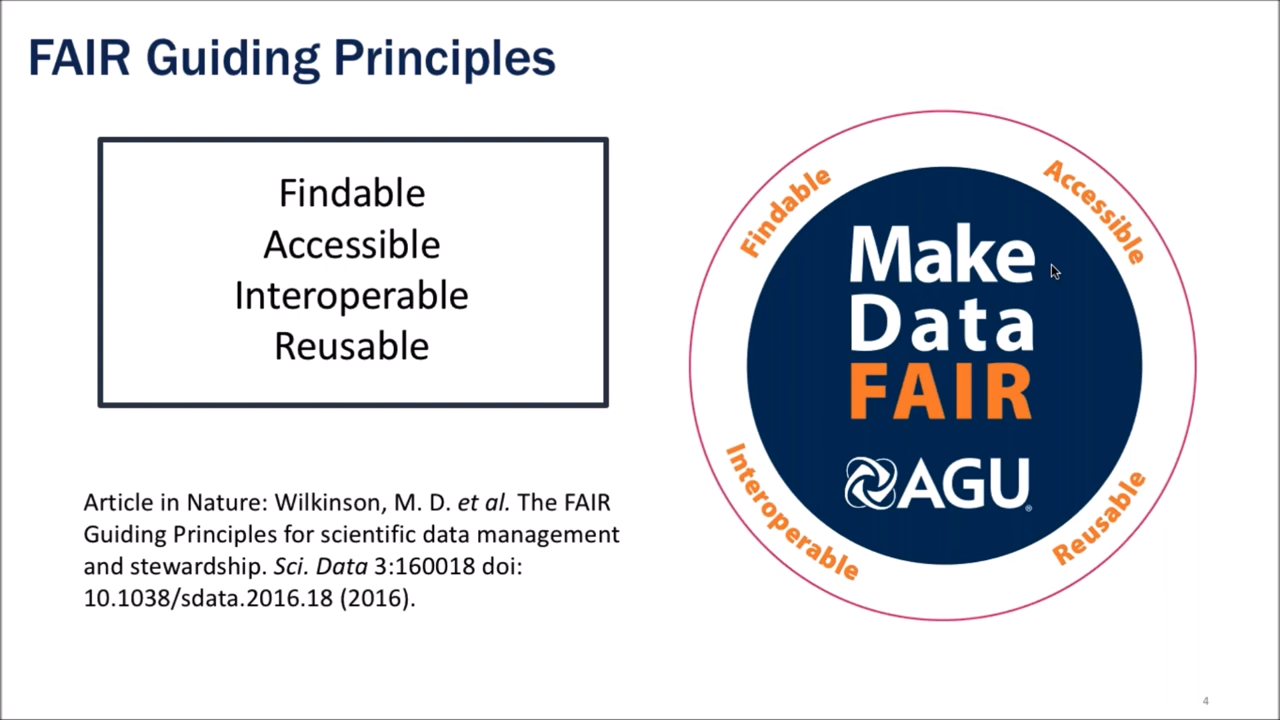 FAIR Guiding Principles
Findable
Accessible
Interoperable
Reusable
Article in Nature: Wilkinson, M. D. et al. The FAIR
Guiding Principles for scientific data management
and stewardship. Sci. Data 3:160018 doi:
10.1038/sdata.2016.18 (2016).
Findable
Accessible
Make
Data
FAIR
AGU
Interoperable
Reusable
4